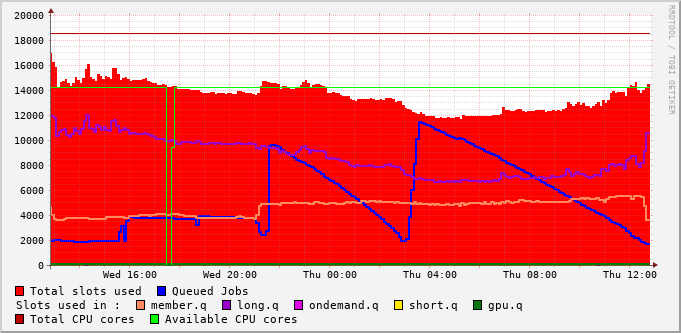 RRDTOOL / TOBI OETIKER
20000
18000
16000
14000
12000
10000
8000
6000
4000
2000
0
Wed 16:00 Wed 20:00 Thu 00:00 Thu 04:00 Thu 08:00 Thu 12:00
Total slots used Queued Jobs
Slots used in : member.q long.q ondemand.q short.q gpu.q
Total CPU cores Available CPU cores